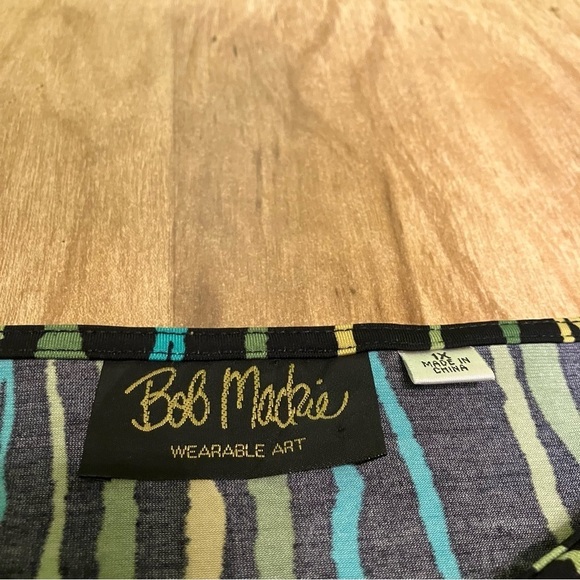 Bob Mackie
WEARABLE ART
1X
MADE IN
CHINA